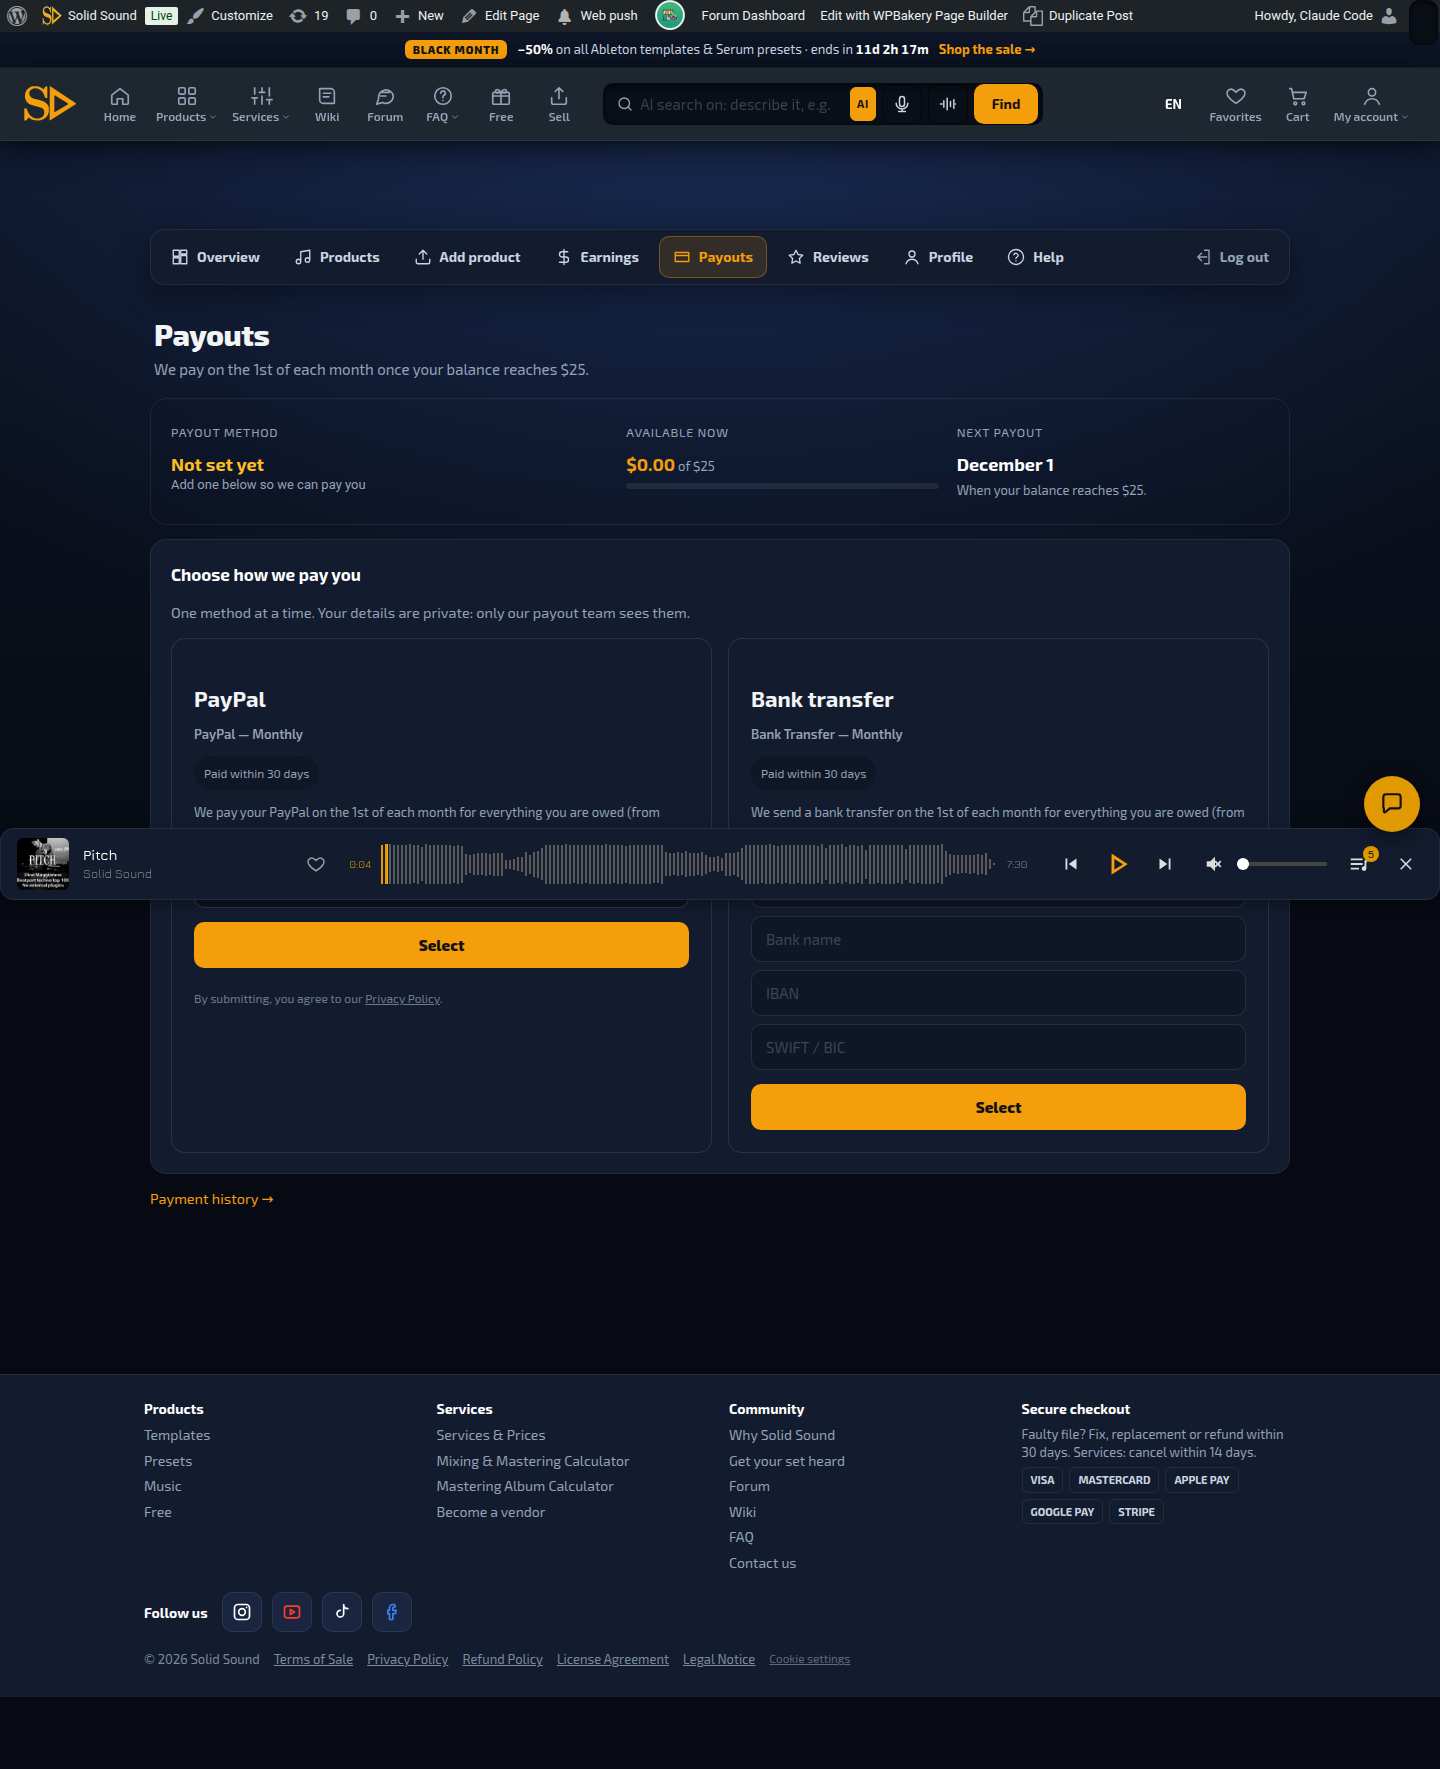 Solid Sound
Live
Customize
19
0
New
Edit Page
Web push
Forum Dashboard
Edit with WPBakery Page Builder
Duplicate Post
Howdy, Claude Code
BLACK MONTH
−50% on all Ableton templates & Serum presets · ends in 11d 2h 17m
Shop the sale →
SD
Home
Products
Services
Wiki
Forum
FAQ
Free
Sell
AI search on: describe it, e.g.
AI
Find
EN
Favorites
Cart
My account
Overview
Products
Add product
Earnings
Payouts
Reviews
Profile
Help
Log out
Payouts
We pay on the 1st of each month once your balance reaches $25.
PAYOUT METHOD
Not set yet
Add one below so we can pay you
AVAILABLE NOW
$0.00 of $25
NEXT PAYOUT
December 1
When your balance reaches $25.
Choose how we pay you
One method at a time. Your details are private: only our payout team sees them.
PayPal
PayPal — Monthly
Paid within 30 days
We pay your PayPal on the 1st of each month for everything you are owed (from
Select
By submitting, you agree to our Privacy Policy.
Bank transfer
Bank Transfer — Monthly
Paid within 30 days
We send a bank transfer on the 1st of each month for everything you are owed (from
Bank name
IBAN
SWIFT / BIC
Select
PITCH
Pitch
Solid Sound
0:04
7:30
5
Payment history →
Products
Templates
Presets
Music
Free
Services
Services & Prices
Mixing & Mastering Calculator
Mastering Album Calculator
Become a vendor
Community
Why Solid Sound
Get your set heard
Forum
Wiki
FAQ
Contact us
Secure checkout
Faulty file? Fix, replacement or refund within
30 days. Services: cancel within 14 days.
VISA
MASTERCARD
APPLE PAY
GOOGLE PAY
STRIPE
Follow us
© 2026 Solid Sound
Terms of Sale
Privacy Policy
Refund Policy
License Agreement
Legal Notice
Cookie settings